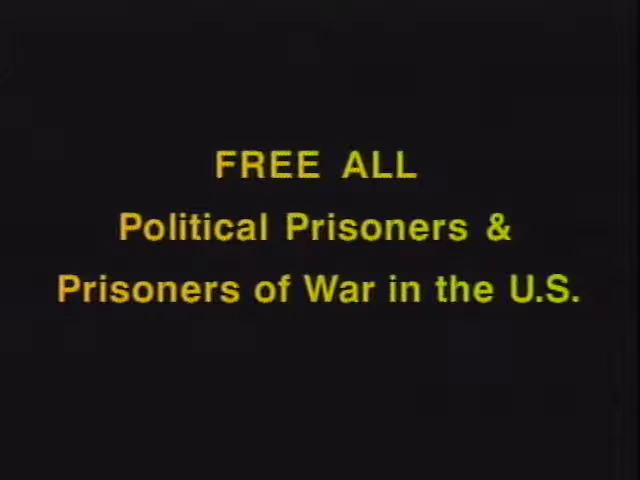 FREE ALL
Political Prisoners &
Prisoners of War in the U.S.